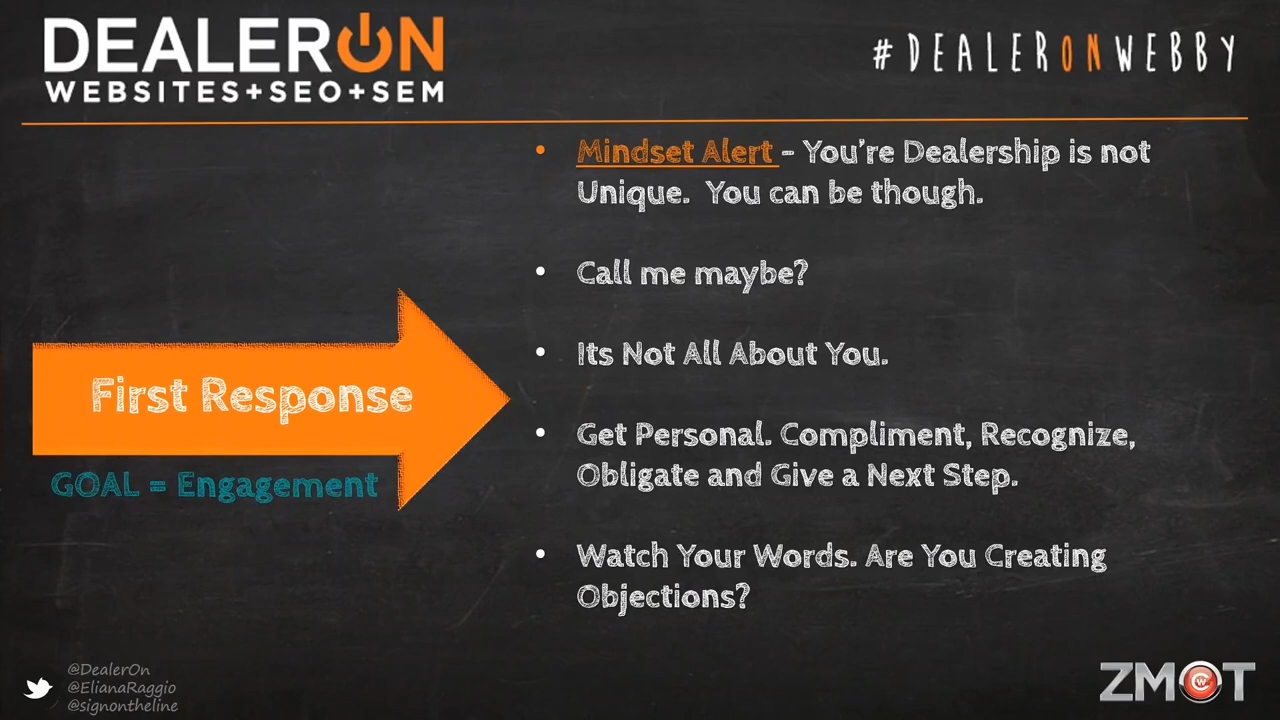 DEALERON
WEBSITES+SEO+SEM
#DEALERONWEBBY
• Mindset Alert – You’re Dealership is not
Unique. You can be though.
• Call me maybe?
• Its Not All About You.
• Get Personal. Compliment, Recognize,
Obligate and Give a Next Step.
• Watch Your Words. Are You Creating
Objections?
First Response
GOAL = Engagement
@DealerOn
@ElianaRaggio
@signontheline
ZMOT